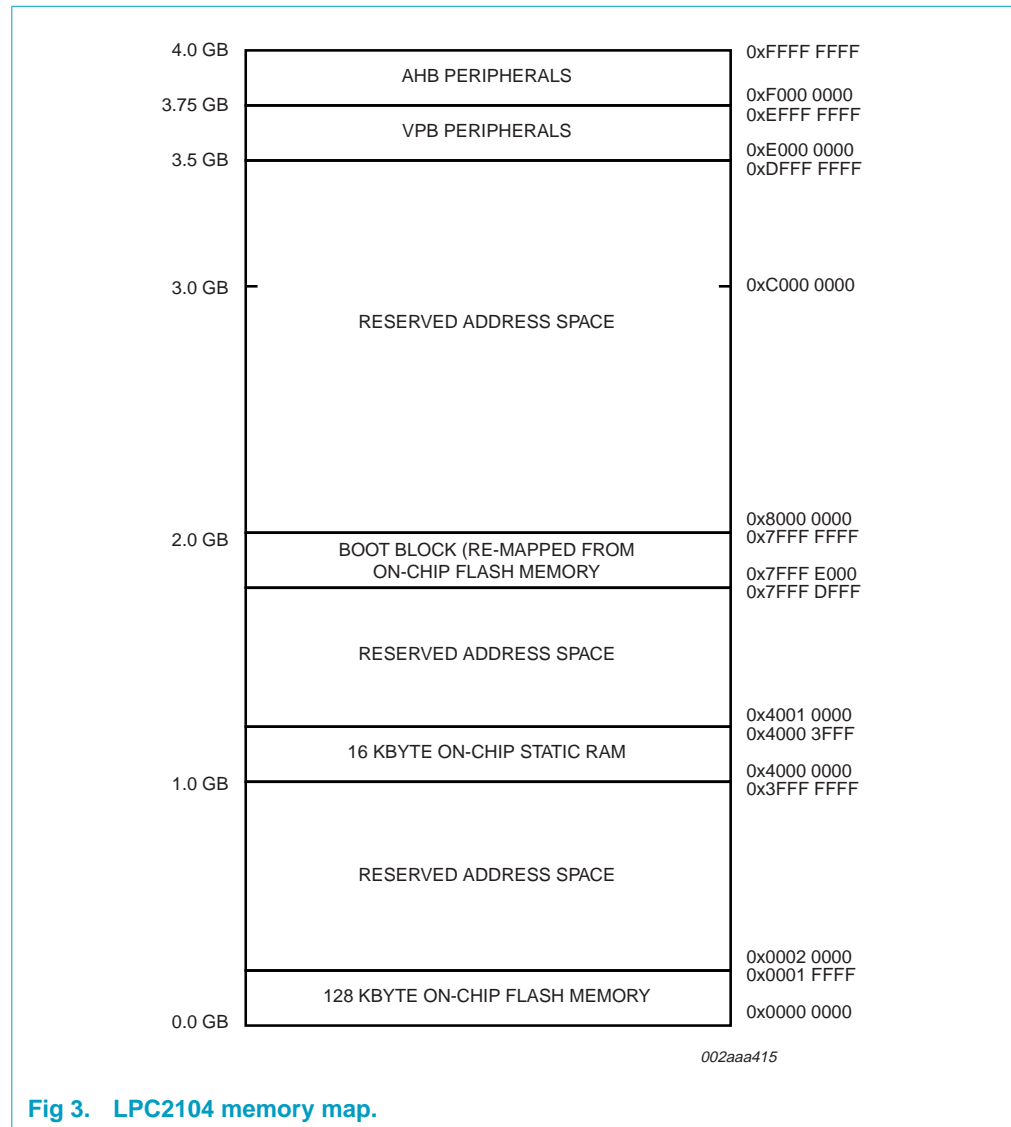 4.0 GB
AHB PERIPHERALS
0xFFFF FFFF
3.75 GB
0xF000 0000
0xEFFF FFFF
VPB PERIPHERALS
3.5 GB
0xE000 0000
0xDFFF FFFF
3.0 GB
0xC000 0000
RESERVED ADDRESS SPACE
2.0 GB
0x8000 0000
0x7FFF FFFF
BOOT BLOCK (RE-MAPPED FROM
ON-CHIP FLASH MEMORY
0x7FFF E000
0x7FFF DFFF
RESERVED ADDRESS SPACE
0x4001 0000
0x4000 3FFF
16 KBYTE ON-CHIP STATIC RAM
1.0 GB
0x4000 0000
0x3FFF FFFF
RESERVED ADDRESS SPACE
0x0002 0000
0x0001 FFFF
128 KBYTE ON-CHIP FLASH MEMORY
0.0 GB
0x0000 0000
002aaa415
Fig 3. LPC2104 memory map.